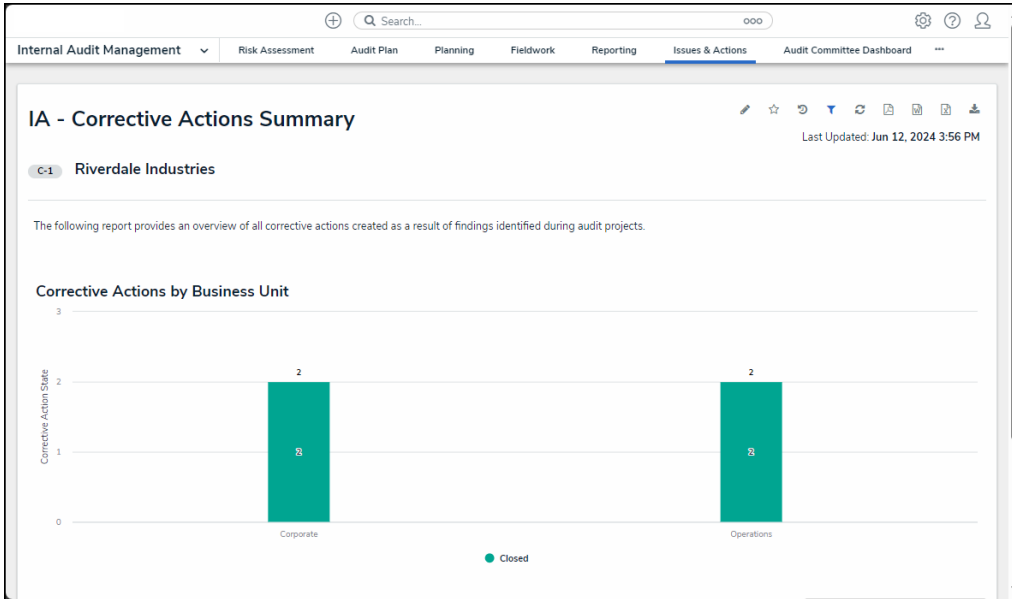 Search...
Internal Audit Management Risk Assessment Audit Plan Planning Fieldwork Reporting Issues & Actions Audit Committee Dashboard
IA - Corrective Actions Summary
Last Updated: Jun 12, 2024 3:56 PM
C-1 Riverdale Industries
The following report provides an overview of all corrective actions created as a result of findings identified during audit projects.
Corrective Actions by Business Unit
Corrective Action State
3
2
1
0
2
2
2
2
Corporate
Operations
Closed